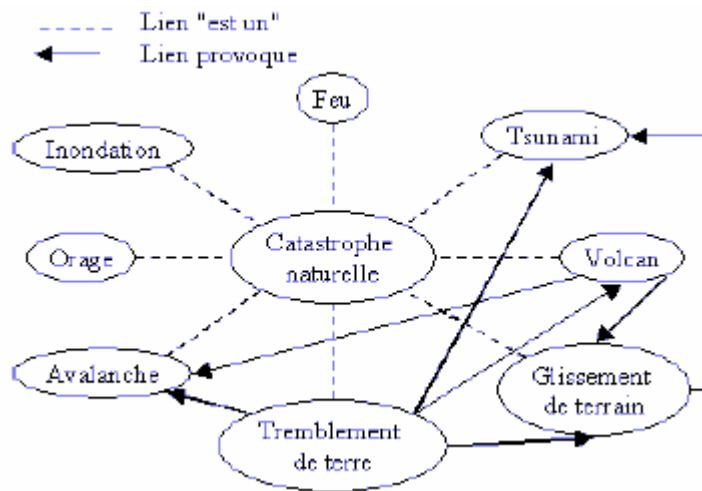 Lien "est un"
Lien provoque
Feu
Inondation
Tsunami
Catastrophe
naturelle
Orage
Volcan
Avalanche
Glissement
de terrain
Tremblement
de terre